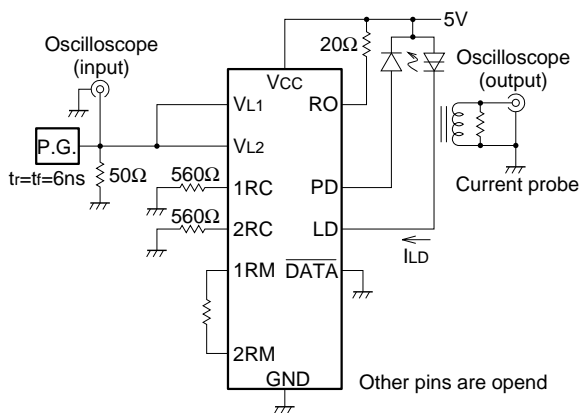 5V
Oscilloscope
(input)
20Ω
Oscilloscope
(output)
VCC
VL1
RO
P.G.
VL2
tr=tf=6ns
50Ω
560Ω
1RC
PD
Current probe
560Ω
2RC
LD
ILD
1RM
DATA
2RM
GND
Other pins are opend